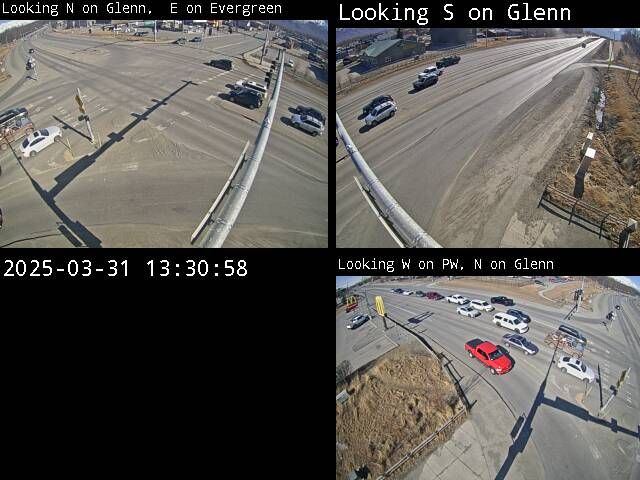 Looking N on Glenn,  E on Evergreen
Looking S on Glenn
2025-03-31 13:30:58
Looking W on PW, N on Glenn